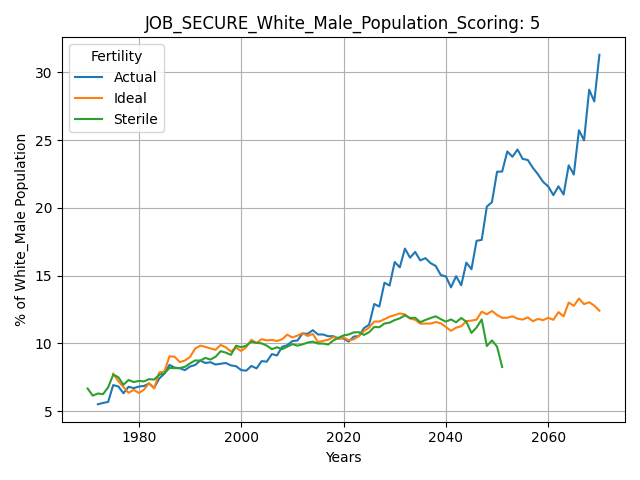 JOB_SECURE_White_Male_Population_Scoring: 5
Fertility
Actual
Ideal
Sterile
% of White_Male Population
30
25
20
15
10
5
1980 2000 2020 2040 2060
Years